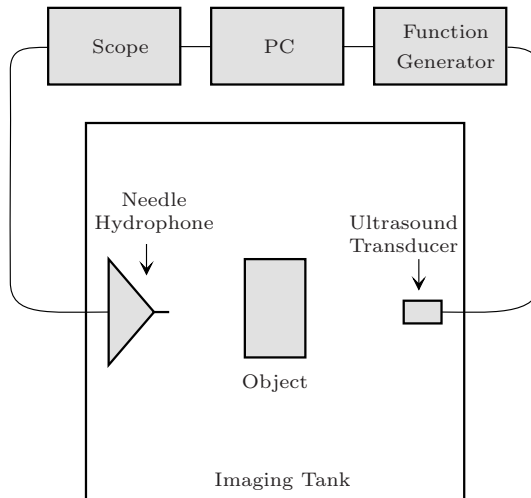 Scope
PC
Function
Generator
Needle
Hydrophone
Ultrasound
Transducer
Object
Imaging Tank